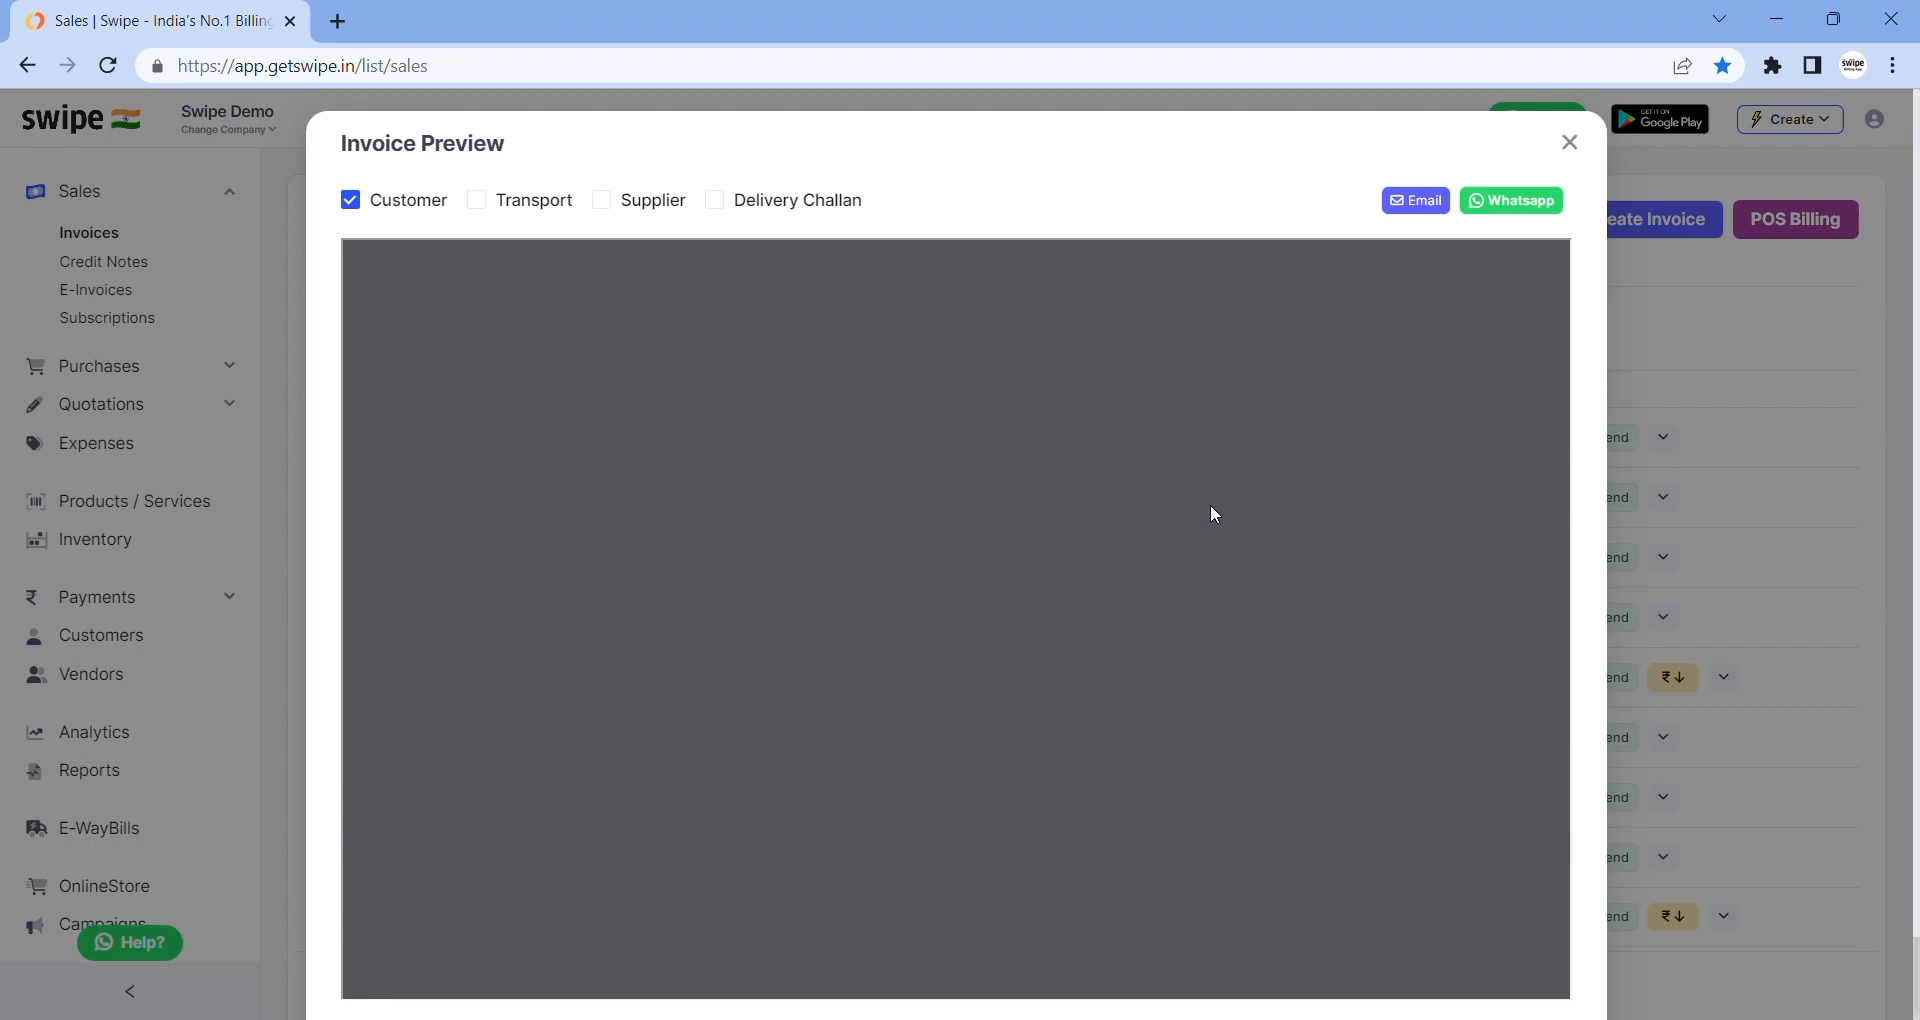 Sales | Swipe - India's No.1 Billing
https://app.getswipe.in/list/sales
swipe
Billing App
swipe
Swipe Demo
Change Company
GET IT ON
Google Play
Create
Invoice Preview
Customer
Transport
Supplier
Delivery Challan
Email
Whatsapp
eate Invoice
POS Billing
Sales
Invoices
Credit Notes
E-Invoices
Subscriptions
Purchases
Quotations
Expenses
Products / Services
Inventory
Payments
Customers
Vendors
Analytics
Reports
E-WayBills
OnlineStore
Campaigns
Help?
end
end
end
end
end ₹↓
end
end
end
end ₹↓